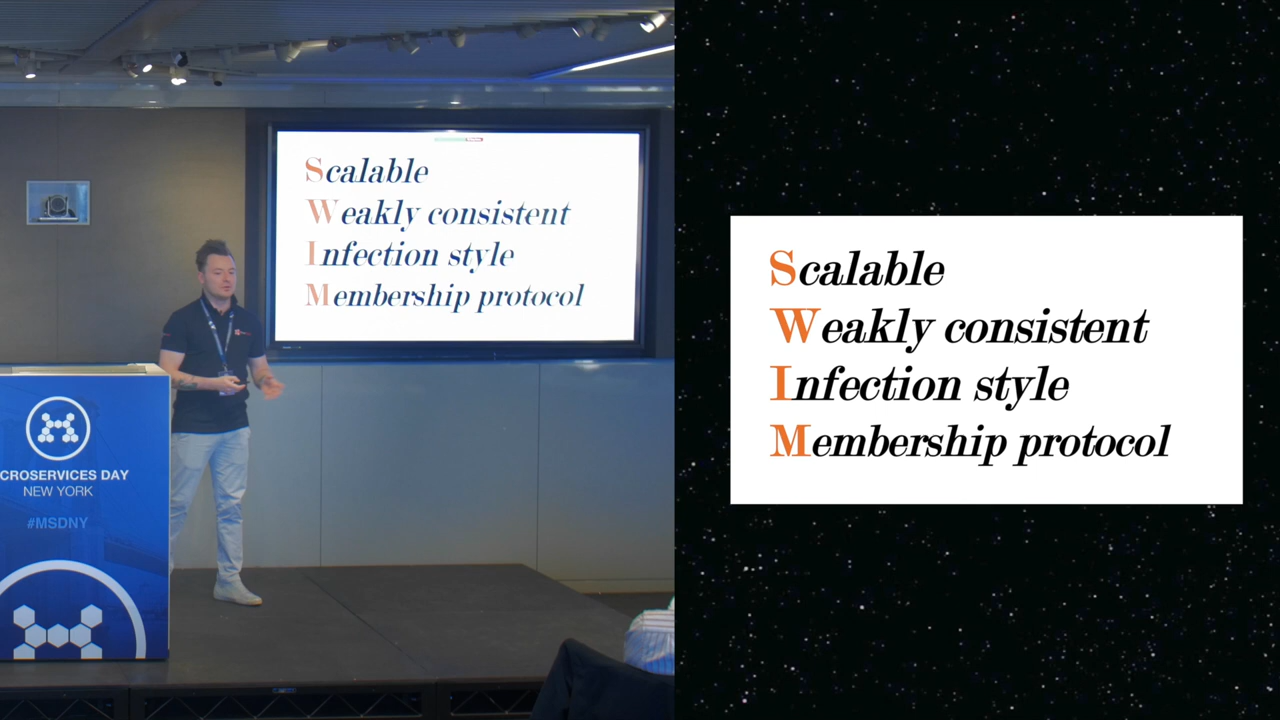 Scalable
Weakly consistent
Infection style
Membership protocol
CROSERVICES DAY
NEW YORK
#MSDNY
Scalable
Weakly consistent
Infection style
Membership protocol